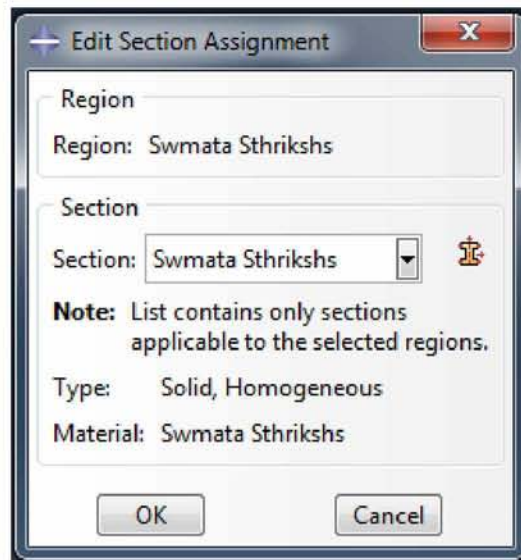 Edit Section Assignment
Region
Region: Swmata Sthrikshs
Section
Section: Swmata Sthrikshs
Note: List contains only sections
applicable to the selected regions.
Type: Solid, Homogeneous
Material: Swmata Sthrikshs
OK Cancel